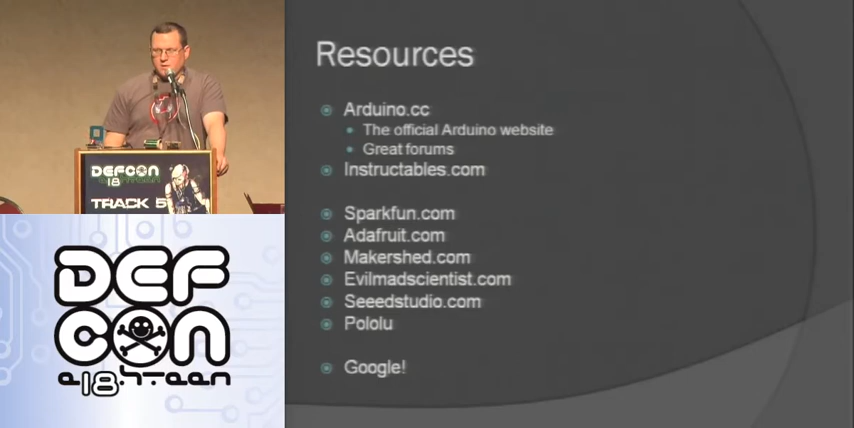 DEFCON
18
TRACK 5
DEF
CON
Resources
Arduino.cc
The official Arduino website
Great forums
Instructables.com
Sparkfun.com
Adafruit.com
Makershed.com
Evilmadscientist.com
Seeedstudio.com
Pololu
Google!